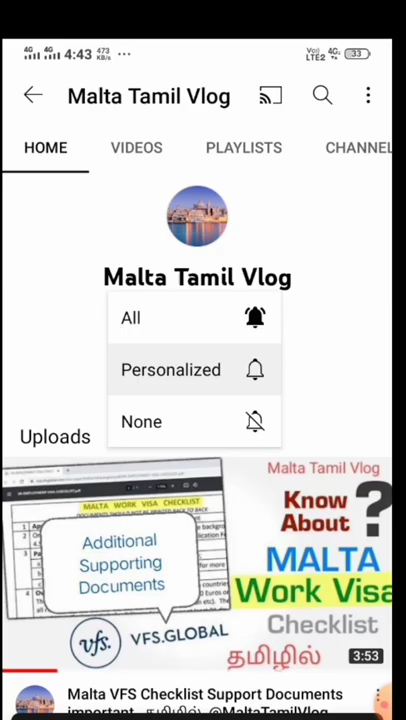 4G 4G 4:43 473 KB/s ... Vo) LTE2 4G 33
Malta Tamil Vlog
HOME VIDEOS PLAYLISTS CHANNEL
Malta Tamil Vlog
All
Personalized
None
Uploads
Malta Tamil Vlog
MALTA WORK VISA CHECKLIST
Know
About ?
Additional
Supporting
Documents
MALTA
Work Visa
Checklist
vfs. VFS.GLOBAL
தமிழில்
3:53
Malta VFS Checklist Support Documents
important தமிழில் @MaltaTamilVlog